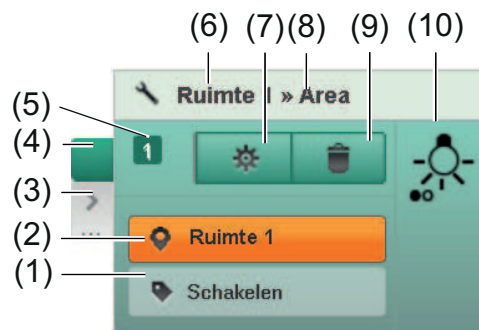 (6) (7) (8) (9) (10)
Ruimte 1 » Area
(5)
1
(4)
(3)
...
(2) Ruimte 1
(1) Schakelen